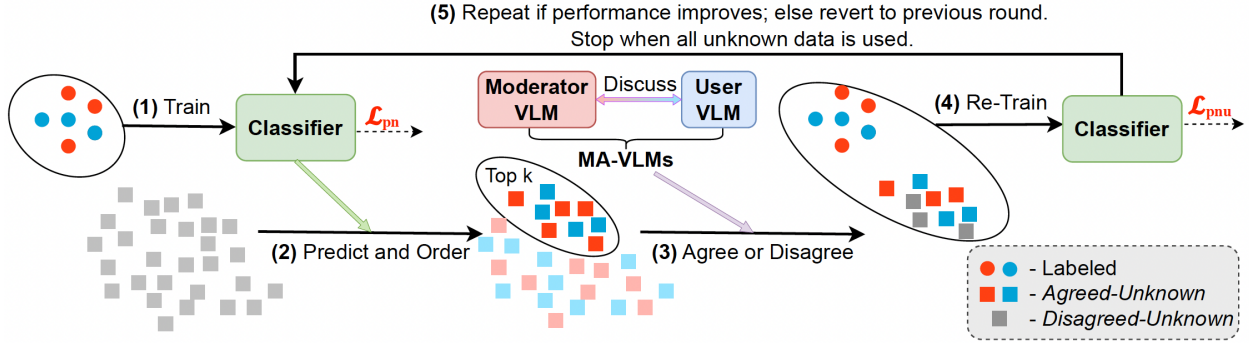 (5) Repeat if performance improves; else revert to previous round.
Stop when all unknown data is used.
(1) Train
Classifier
ℒpn
Moderator
VLM
Discuss
User
VLM
MA-VLMs
(4) Re-Train
Classifier
ℒpnu
Top k
(2) Predict and Order
(3) Agree or Disagree
- Labeled
- Agreed-Unknown
- Disagreed-Unknown